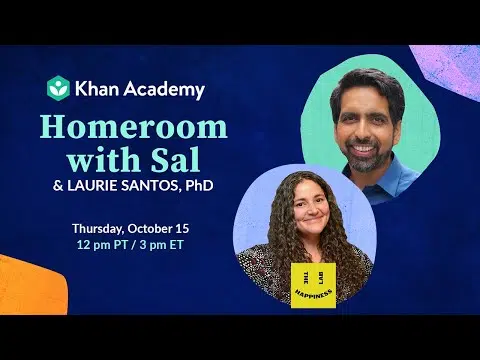 Khan Academy
Homeroom
with Sal
& LAURIE SANTOS, PhD
Thursday, October 15
12 pm PT / 3 pm ET
THE
LAB
HAPPINESS